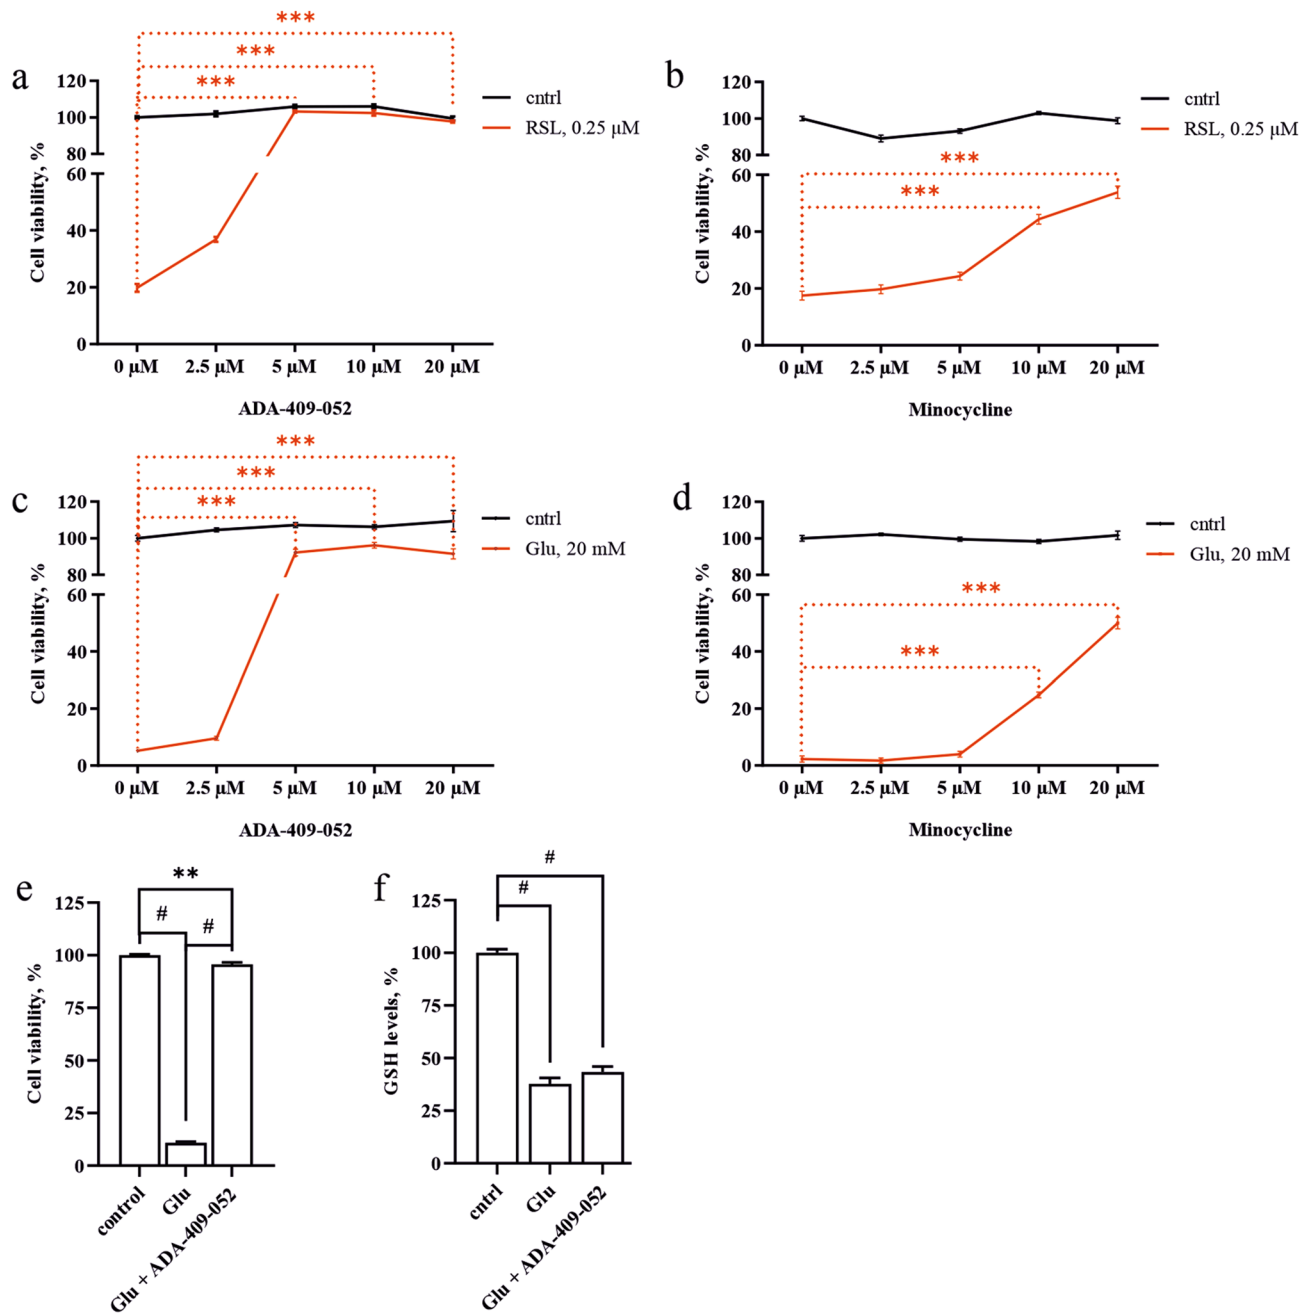 a
***
***
***
120
100
80
60
40
20
0
Cell viability, %
cntrl
RSL, 0.25 µM
0 µM 2.5 µM 5 µM 10 µM 20 µM
ADA-409-052
b
120
100
80
60
40
20
0
Cell viability, %
***
***
cntrl
RSL, 0.25 µM
0 µM 2.5 µM 5 µM 10 µM 20 µM
Minocycline
c
***
***
***
120
100
80
60
40
20
0
Cell viability, %
cntrl
Glu, 20 mM
0 µM 2.5 µM 5 µM 10 µM 20 µM
ADA-409-052
d
120
100
80
60
40
20
0
Cell viability, %
***
***
cntrl
Glu, 20 mM
0 µM 2.5 µM 5 µM 10 µM 20 µM
Minocycline
e
**
#
#
125
100
75
50
25
0
Cell viability, %
control
Glu
Glu + ADA-409-052
f
#
#
125
100
75
50
25
0
GSH levels, %
cntrl
Glu
Glu + ADA-409-052